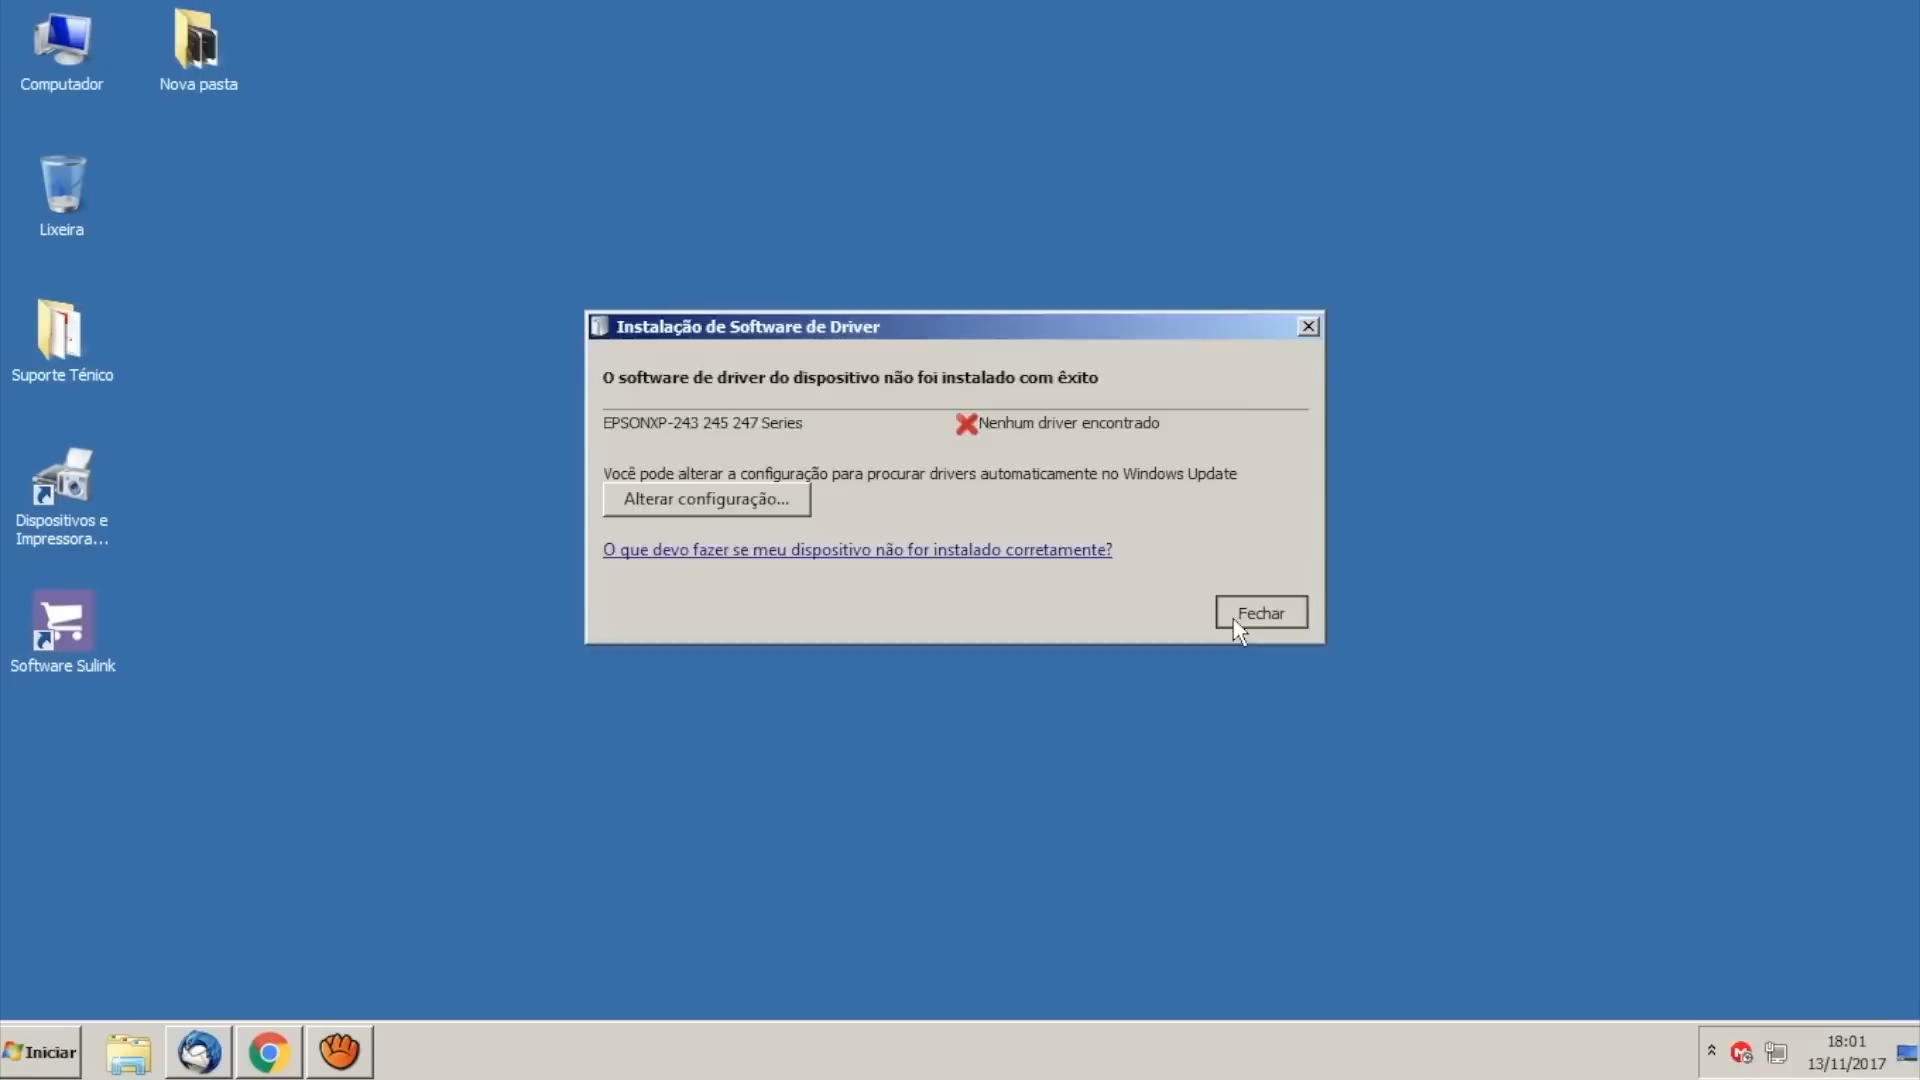 Computador
Nova pasta
Lixeira
Suporte Ténico
Dispositivos e
Impressora...
Software Sulink
Instalação de Software de Driver
O software de driver do dispositivo não foi instalado com êxito
EPSONXP-243 245 247 Series
Nenhum driver encontrado
Você pode alterar a configuração para procurar drivers automaticamente no Windows Update
Alterar configuração...
O que devo fazer se meu dispositivo não for instalado corretamente?
Fechar
Iniciar
18:01
13/11/2017